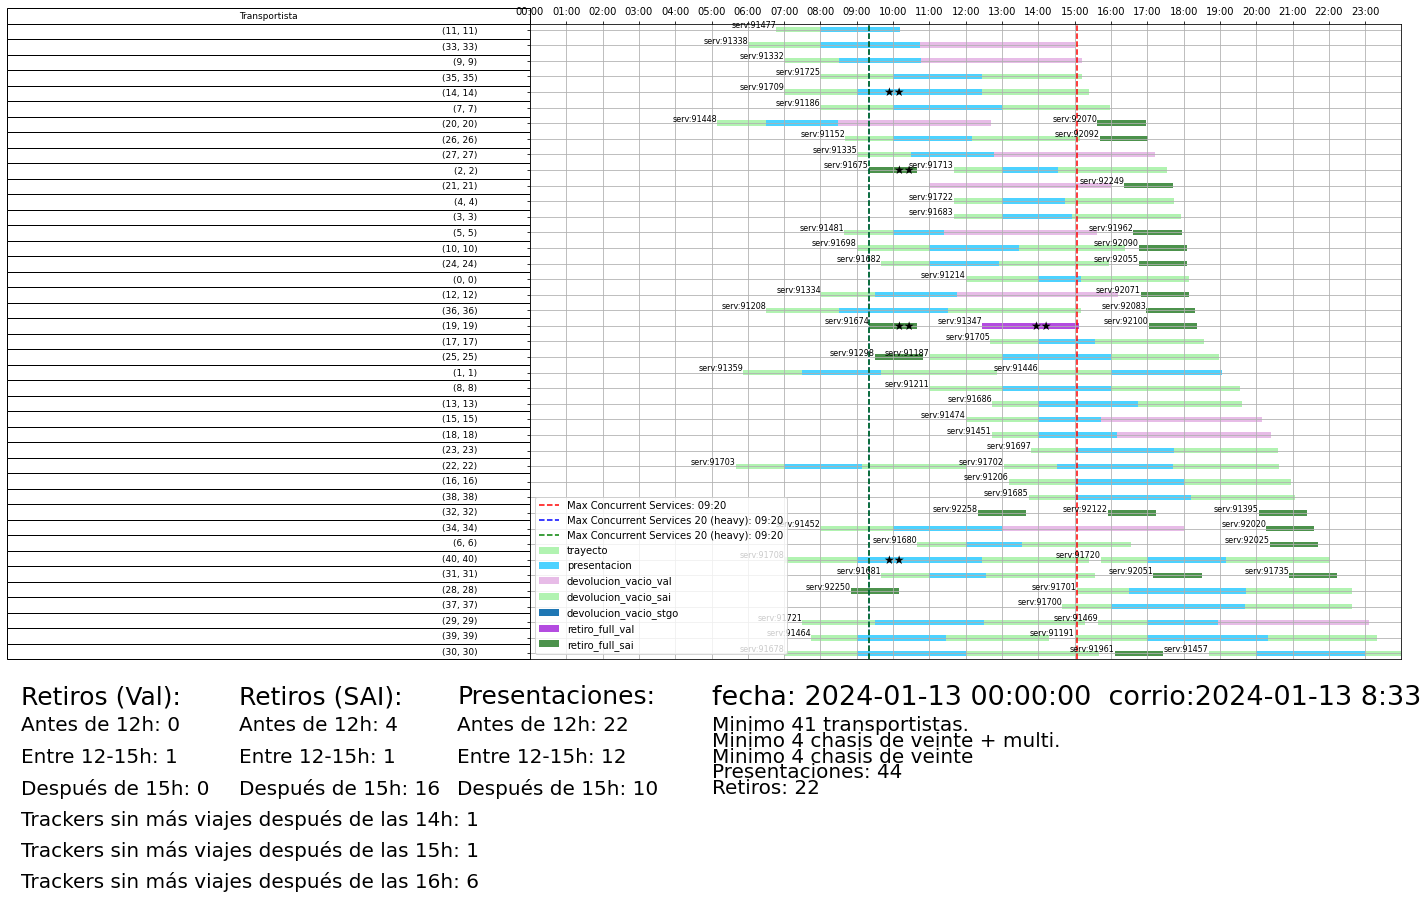 Transportista
00:00 01:00 02:00 03:00 04:00 05:00 06:00 07:00 08:00 09:00 10:00 11:00 12:00 13:00 14:00 15:00 16:00 17:00 18:00 19:00 20:00 21:00 22:00 23:00
(11, 11) serv:91477
(33, 33) serv:91338
(9, 9) serv:91332
(35, 35) serv:91725
(14, 14) serv:91709
(7, 7) serv:91186
(20, 20) serv:91448 serv:92070
(26, 26) serv:91152 serv:92092
(27, 27) serv:91335
(2, 2) serv:91675 serv:91713
(21, 21) serv:92249
(4, 4) serv:91722
(3, 3) serv:91683
(5, 5) serv:91481 serv:91962
(10, 10) serv:91698 serv:92090
(24, 24) serv:91682 serv:92055
(0, 0) serv:91214
(12, 12) serv:91334 serv:92071
(36, 36) serv:91208 serv:92083
(19, 19) serv:91674 serv:91347 serv:92100
(17, 17) serv:91705
(25, 25) serv:91298 serv:91187
(1, 1) serv:91359 serv:91446
(8, 8) serv:91211
(13, 13) serv:91686
(15, 15) serv:91474
(18, 18) serv:91451
(23, 23) serv:91697
(22, 22) serv:91703 serv:91702
(16, 16) serv:91206
(38, 38) serv:91685
(32, 32) serv:92258 serv:92122 serv:91395
(34, 34) serv:91452 serv:92020
(6, 6) serv:91680 serv:92025
(40, 40) serv:91708 serv:91720
(31, 31) serv:91681 serv:92051 serv:91735
(28, 28) serv:92250 serv:91701
(37, 37) serv:91700
(29, 29) serv:91721 serv:91469
(39, 39) serv:91464 serv:91191
(30, 30) serv:91678 serv:91961 serv:91457
Max Concurrent Services: 09:20
Max Concurrent Services 20 (heavy): 09:20
Max Concurrent Services 20 (heavy): 09:20
trayecto
presentacion
devolucion_vacio_val
devolucion_vacio_sai
devolucion_vacio_stgo
retiro_full_val
retiro_full_sai
Retiros (Val):
Antes de 12h: 0
Entre 12-15h: 1
Después de 15h: 0
Retiros (SAI):
Antes de 12h: 4
Entre 12-15h: 1
Después de 15h: 16
Presentaciones:
Antes de 12h: 22
Entre 12-15h: 12
Después de 15h: 10
Trackers sin más viajes después de las 14h: 1
Trackers sin más viajes después de las 15h: 1
Trackers sin más viajes después de las 16h: 6
fecha: 2024-01-13 00:00:00 corrio:2024-01-13 8:33
Minimo 41 transportistas.
Minimo 4 chasis de veinte + multi.
Minimo 4 chasis de veinte
Presentaciones: 44
Retiros: 22